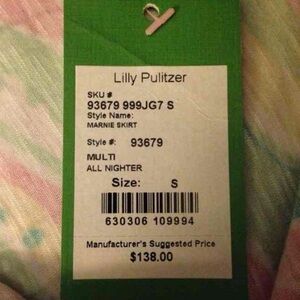 Lilly Pulitzer
SKU #
93679 999JG7 S
Style Name:
MARNIE SKIRT
Style #: 93679
MULTI
ALL NIGHTER
Size: S
630306 109994
Manufacturer's Suggested Price
$138.00